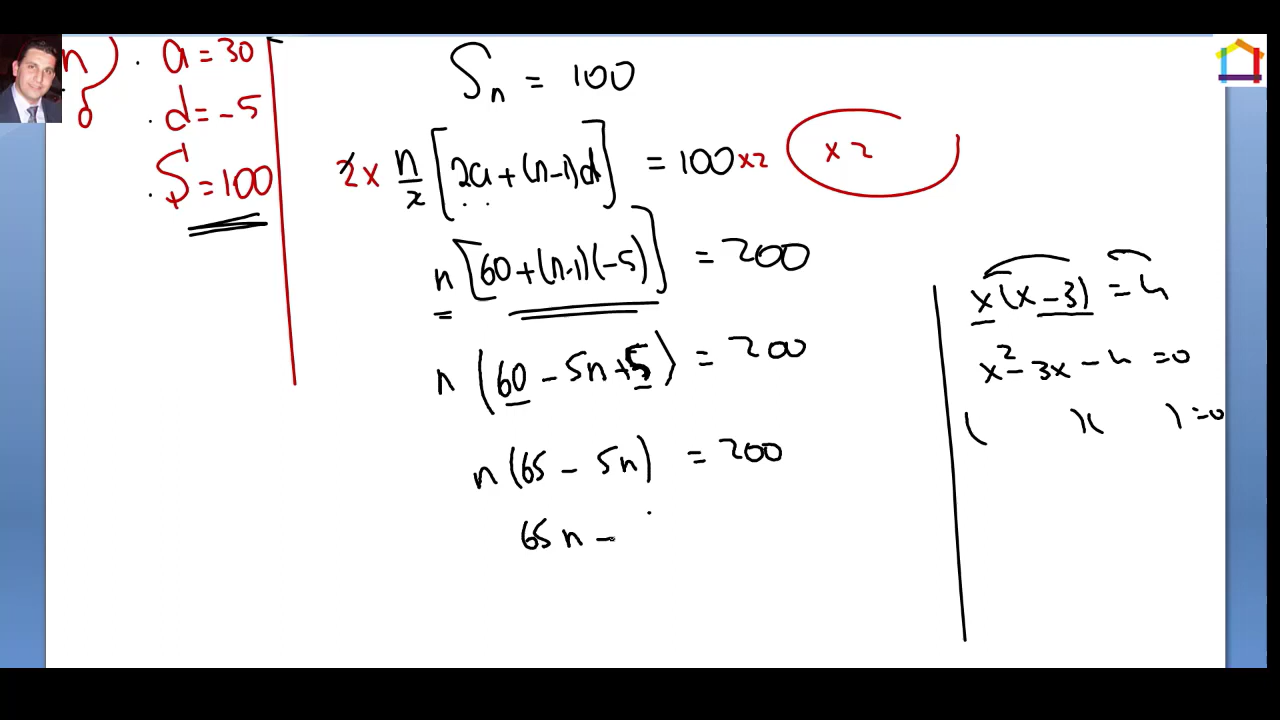 n) . a = 30
. d = -5
. S = 100
Sₙ = 100
2 x n/2 [2a + (n-1)d] = 100 x2
x 2
n [60 + (n-1)(-5)] = 200
n (60 - 5n + 5) = 200
n (65 - 5n) = 200
65n -
x(x - 3) = 4
x² - 3x - 4 = 0
( )( ) = 0